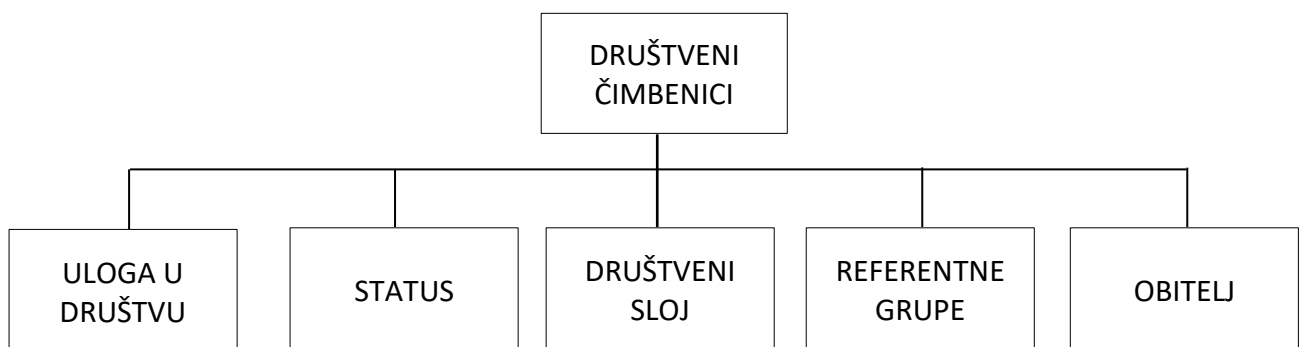 DRUŠTVENI
ČIMBENICI
ULOGA U
DRUŠTVU
STATUS
DRUŠTVENI
SLOJ
REFERENTNE
GRUPE
OBITELJ